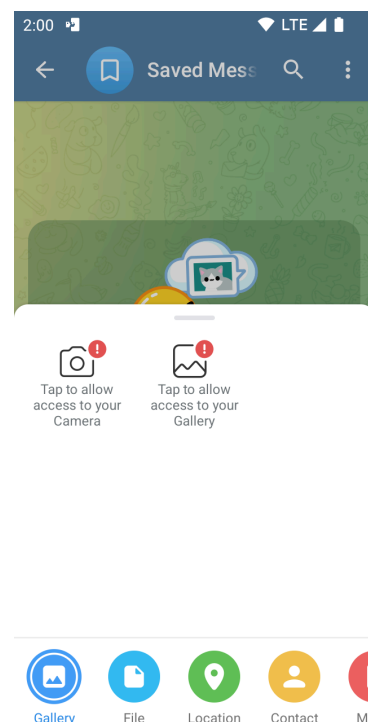 2:00 LTE
Saved Mess
Tap to allow
access to your
Camera
Tap to allow
access to your
Gallery
Gallery File Location Contact M